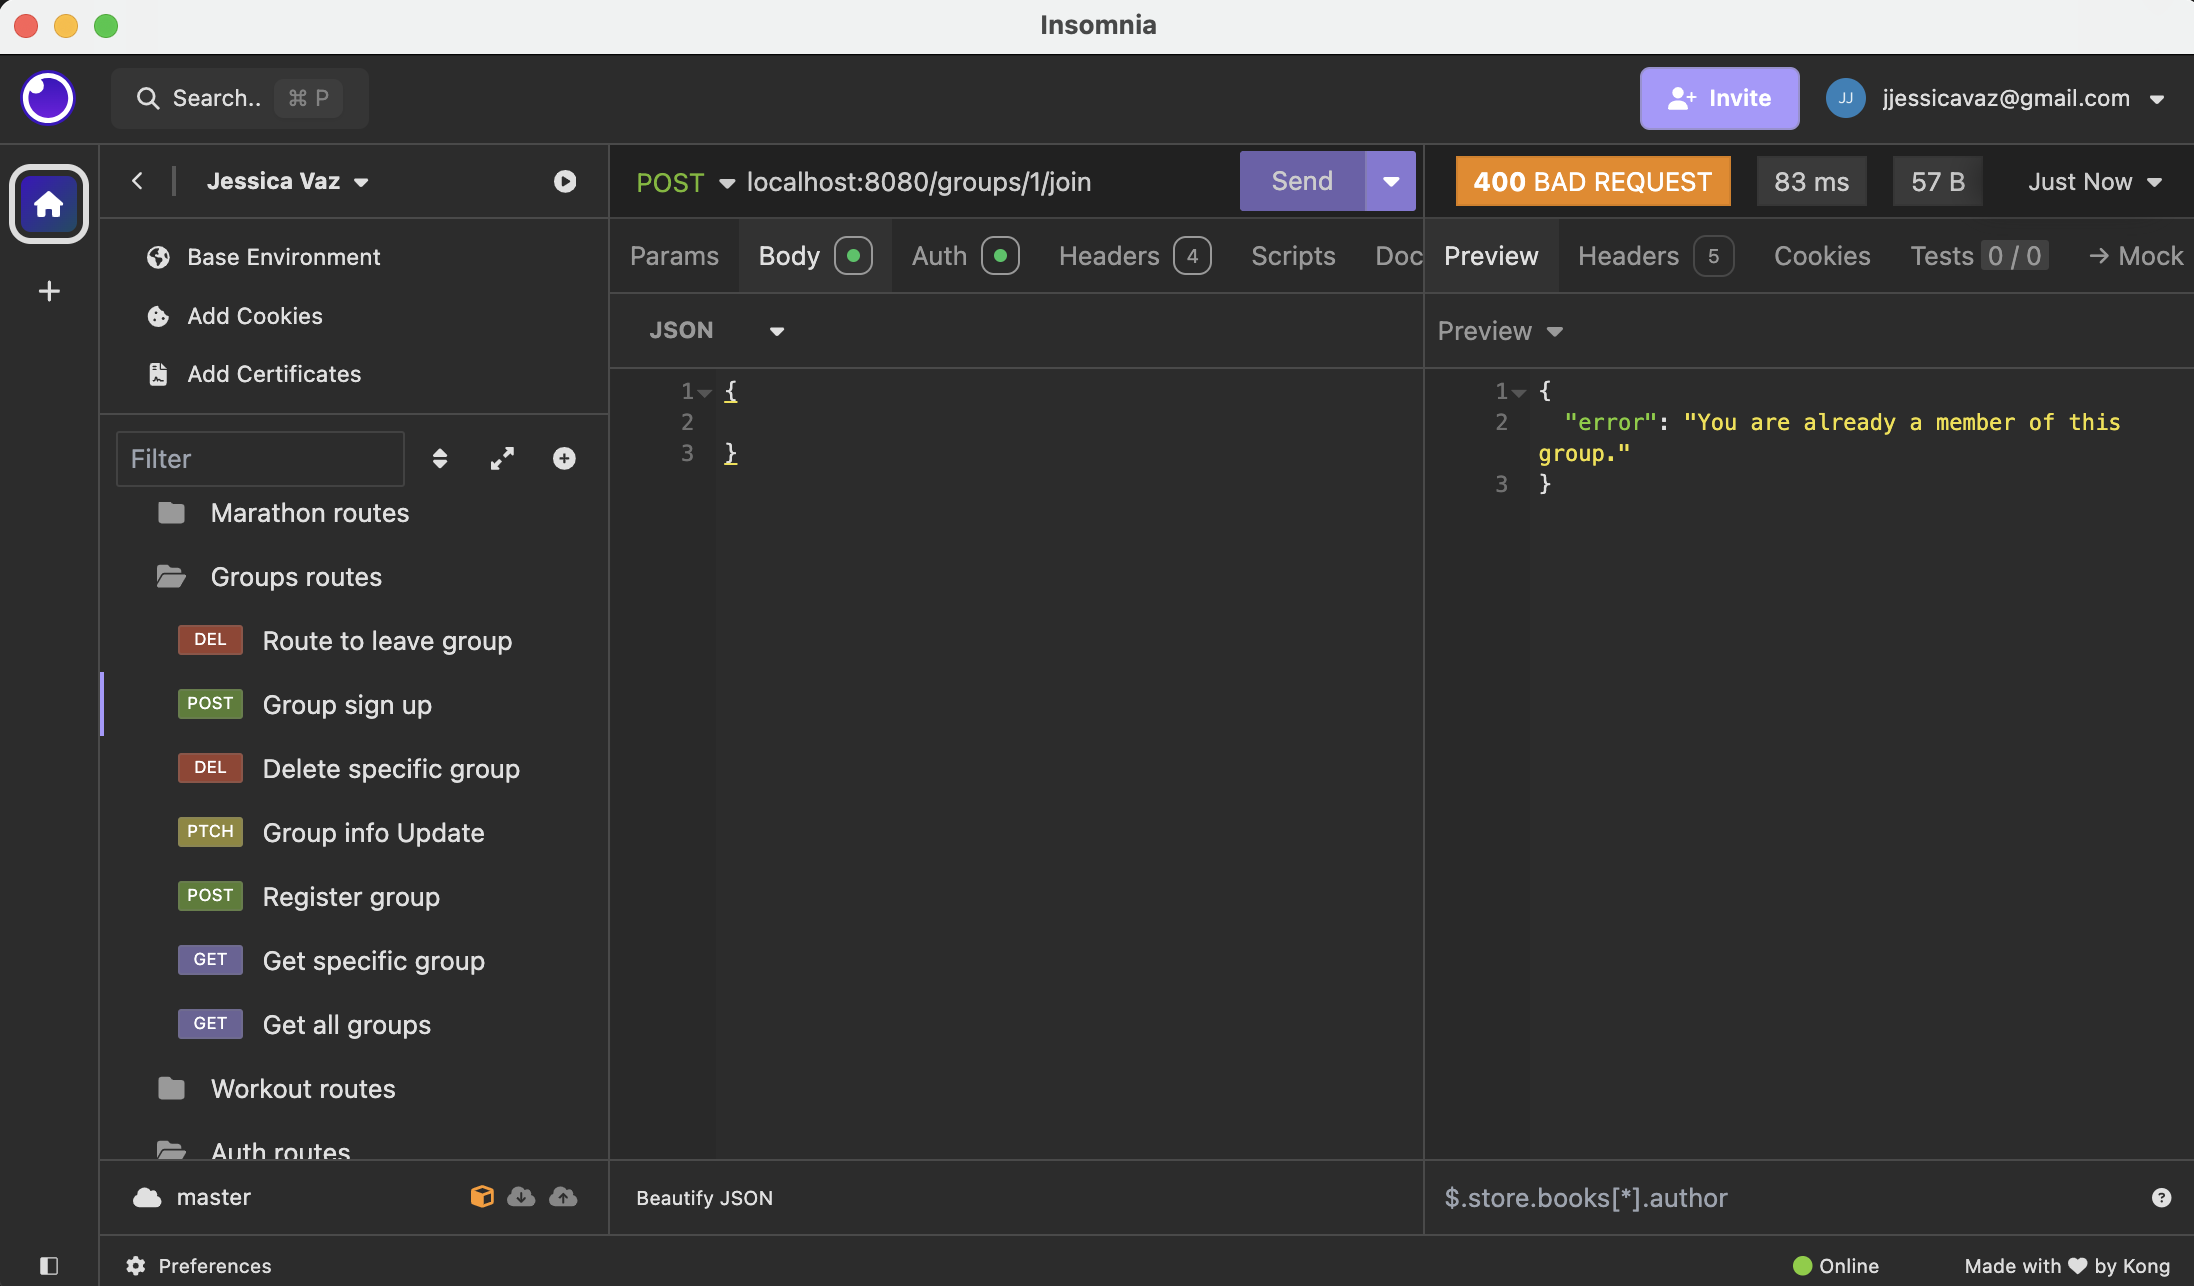 Insomnia
Search.. ⌘ P
Invite
JJ
jjessicavaz@gmail.com
Jessica Vaz
Base Environment
Add Cookies
Add Certificates
Filter
Marathon routes
Groups routes
DEL Route to leave group
POST Group sign up
DEL Delete specific group
PTCH Group info Update
POST Register group
GET Get specific group
GET Get all groups
Workout routes
Auth routes
master
POST localhost:8080/groups/1/join
Send
Params Body Auth Headers 4 Scripts Doc
JSON
1 {
2
3 }
Beautify JSON
400 BAD REQUEST 83 ms 57 B Just Now
Preview Headers 5 Cookies Tests 0 / 0 → Mock
Preview
1 {
2 "error": "You are already a member of this
group."
3 }
$.store.books[*].author
?
Preferences
Online
Made with ♥ by Kong